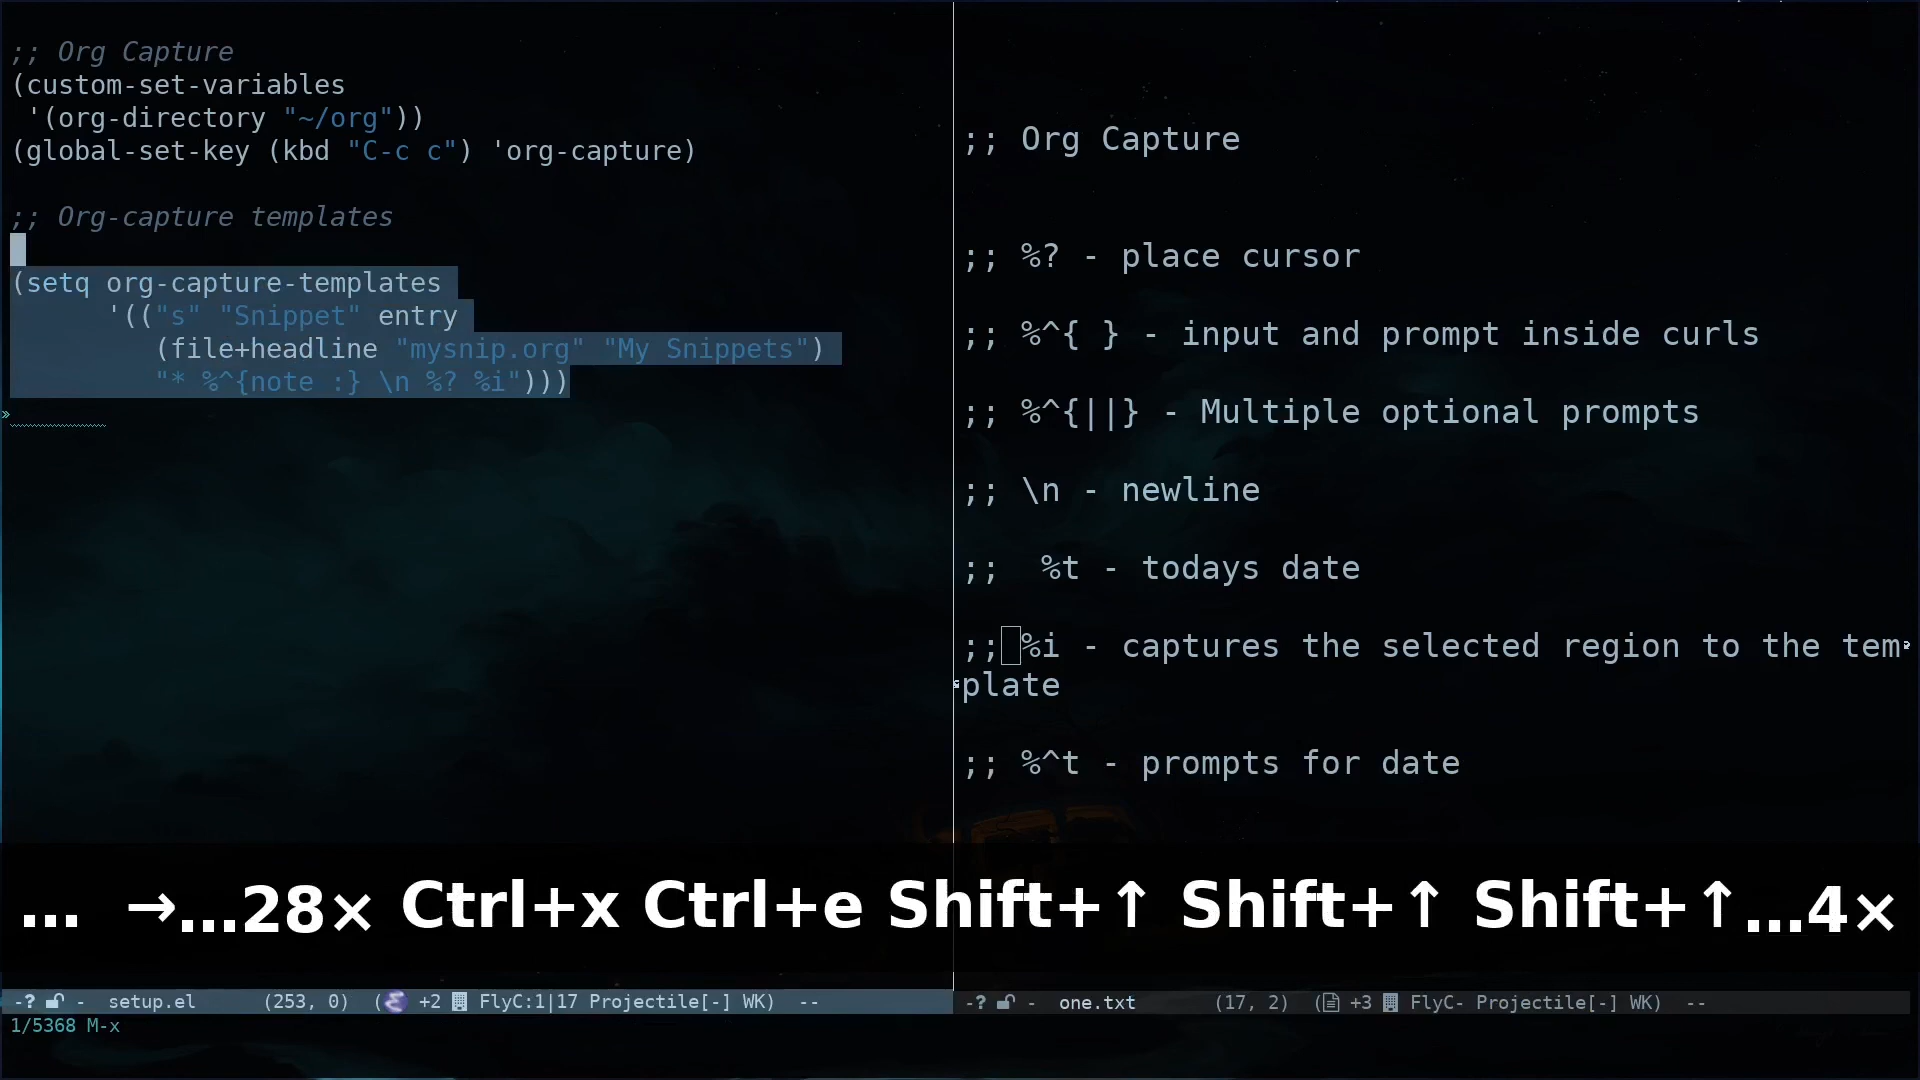 ;; Org Capture
(custom-set-variables
 '(org-directory "~/org"))
(global-set-key (kbd "C-c c") 'org-capture)
;; Org-capture templates
(setq org-capture-templates
      '(("s" "Snippet" entry
         (file+headline "mysnip.org" "My Snippets")
         "* %^{note :} \n %? %i")))
»
;; Org Capture
;; %? - place cursor
;; %^{ } - input and prompt inside curls
;; %^{||} - Multiple optional prompts
;; \n - newline
;;  %t - todays date
;; %i - captures the selected region to the tem
plate
;; %^t - prompts for date
... →...28× Ctrl+x Ctrl+e Shift+↑ Shift+↑ Shift+↑...4×
-? -  setup.el (253, 0) ( +2 FlyC:1|17 Projectile[-] WK) --
-? -  one.txt (17, 2) ( +3 FlyC- Projectile[-] WK) --
1/5368 M-x